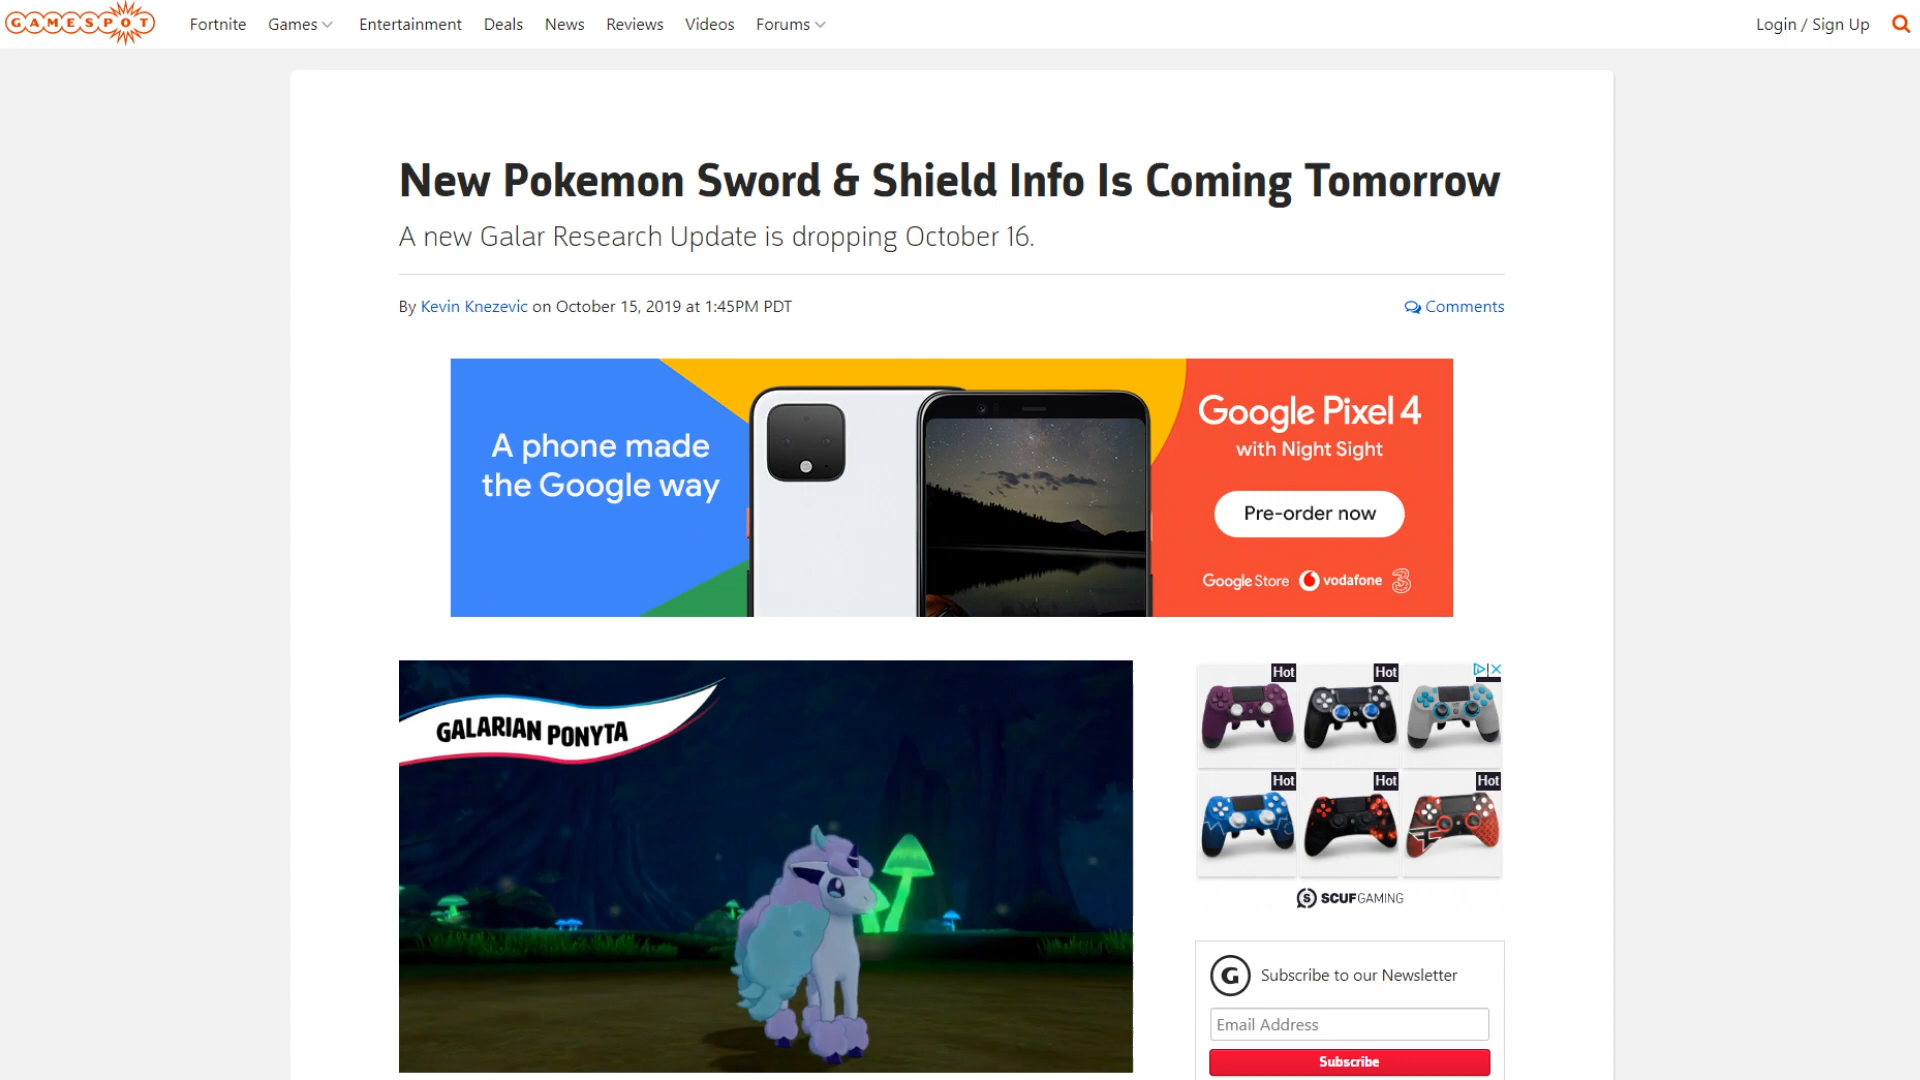 GAMESPOT
Fortnite Games Entertainment Deals News Reviews Videos Forums Login / Sign Up
New Pokemon Sword & Shield Info Is Coming Tomorrow
A new Galar Research Update is dropping October 16.
By Kevin Knezevic on October 15, 2019 at 1:45PM PDT
Comments
A phone made
the Google way
Google Pixel 4
with Night Sight
Pre-order now
Google Store vodafone 3
GALARIAN PONYTA
Hot Hot
Hot Hot Hot
SCUF GAMING
G Subscribe to our Newsletter
Email Address
Subscribe